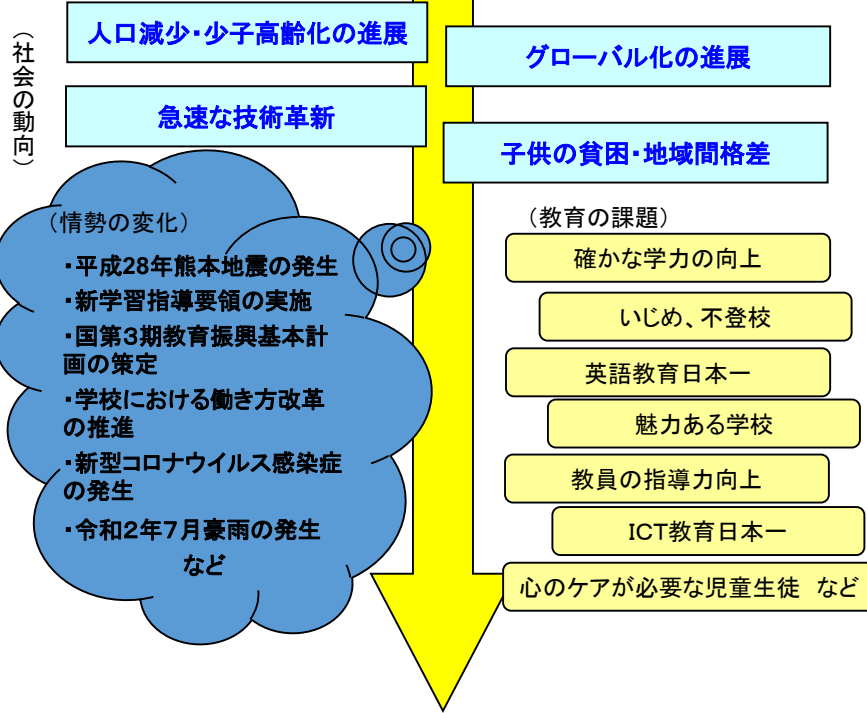 （社会の動向）
人口減少・少子高齢化の進展
グローバル化の進展
急速な技術革新
子供の貧困・地域間格差
（情勢の変化）
・平成28年熊本地震の発生
・新学習指導要領の実施
・国第３期教育振興基本計
画の策定
・学校における働き方改革
の推進
・新型コロナウイルス感染症
の発生
・令和２年７月豪雨の発生
など
（教育の課題）
確かな学力の向上
いじめ、不登校
英語教育日本一
魅力ある学校
教員の指導力向上
ICT教育日本一
心のケアが必要な児童生徒　など